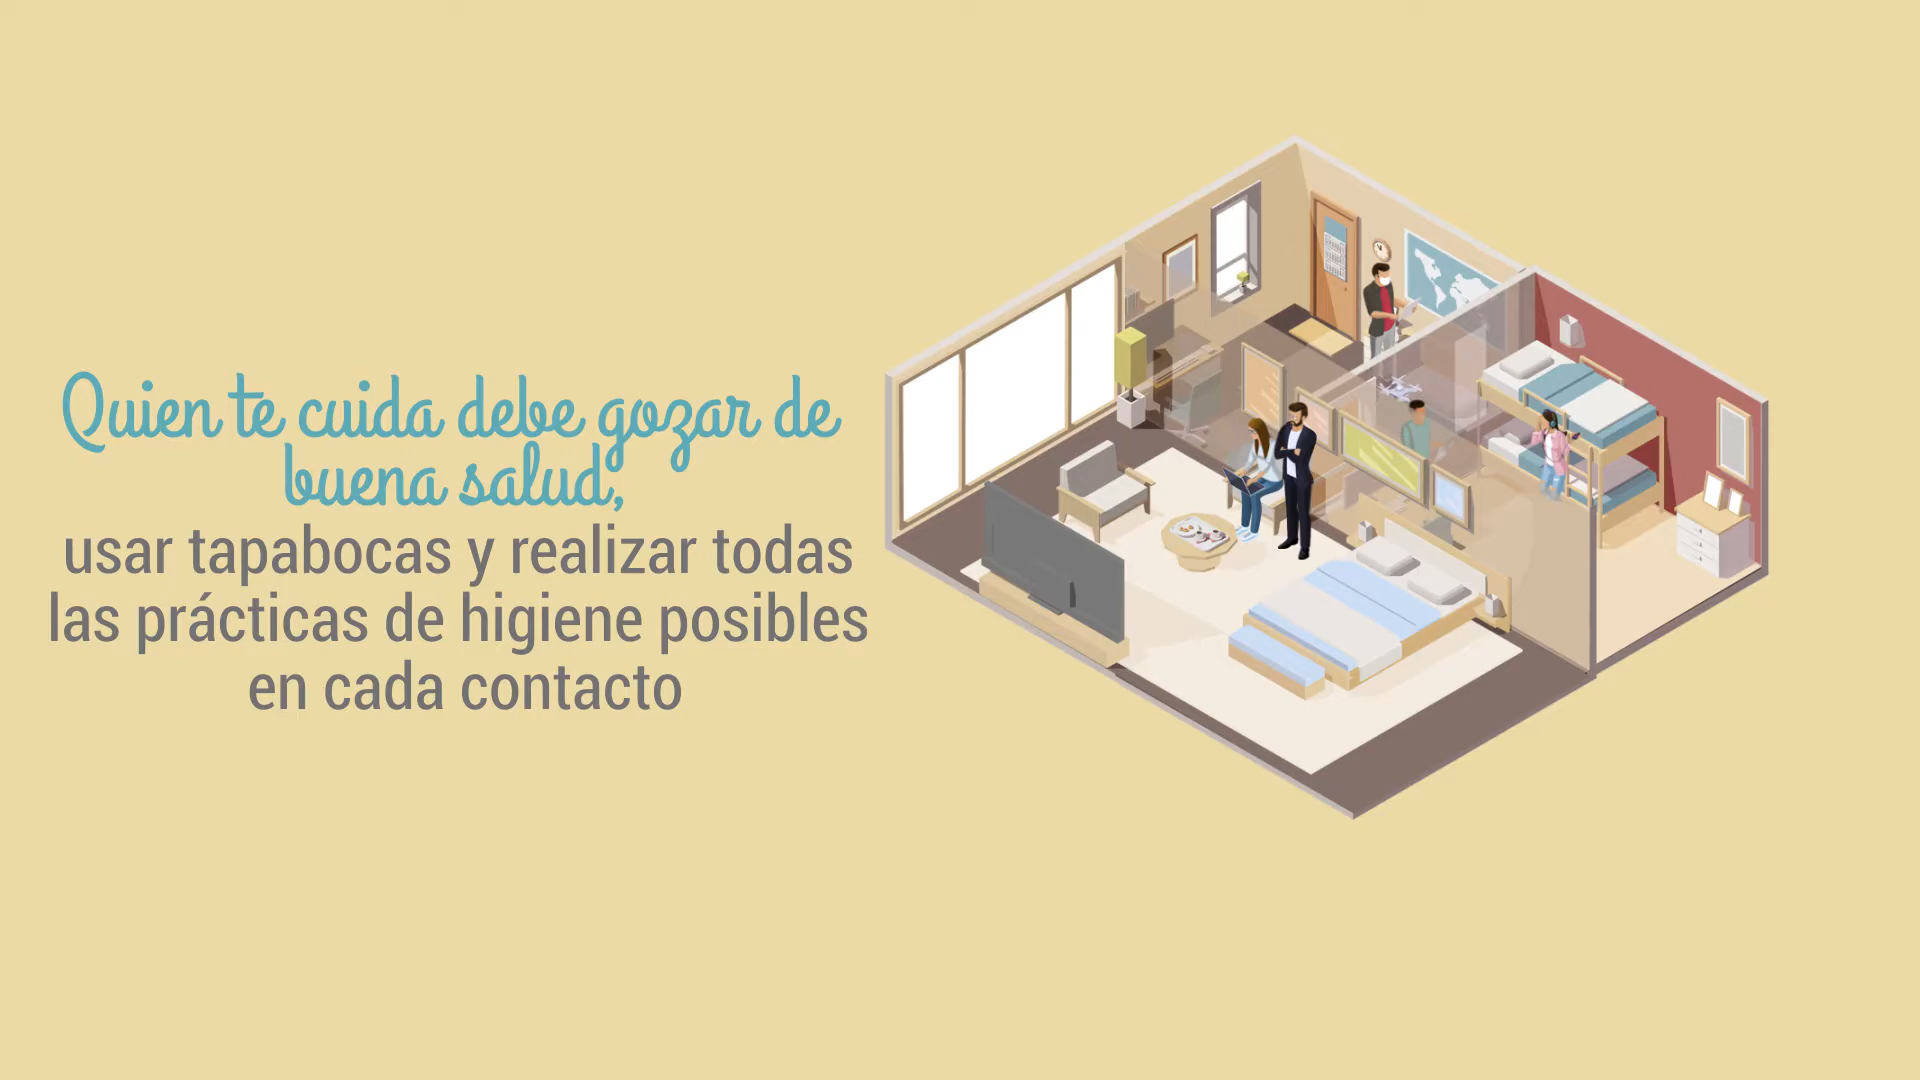 Quien te cuida debe gozar de
buena salud,
usar tapabocas y realizar todas
las prácticas de higiene posibles
en cada contacto